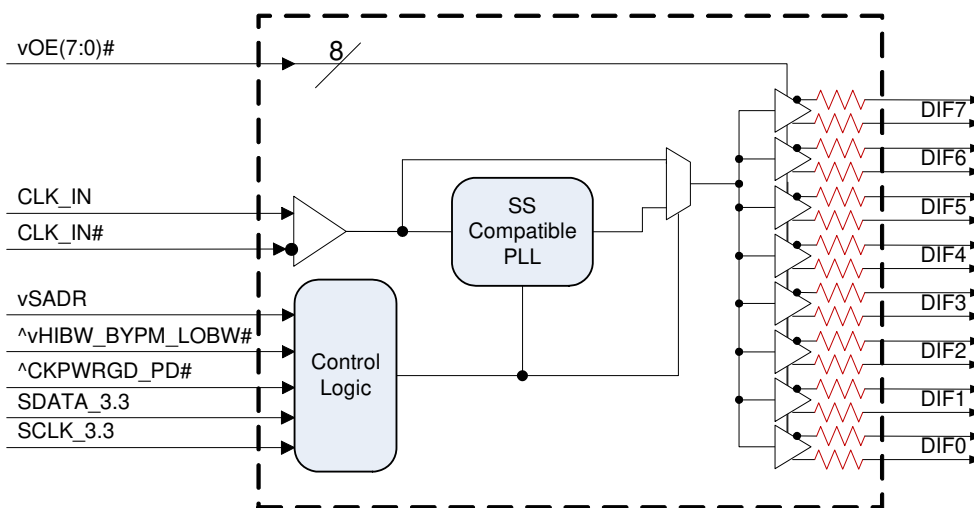 vOE(7:0)#
8
DIF7
DIF6
CLK_IN
CLK_IN#
SS
Compatible
PLL
DIF5
DIF4
vSADR
^vHIBW_BYPM_LOBW#
^CKPWRGD_PD#
SDATA_3.3
SCLK_3.3
Control
Logic
DIF3
DIF2
DIF1
DIF0